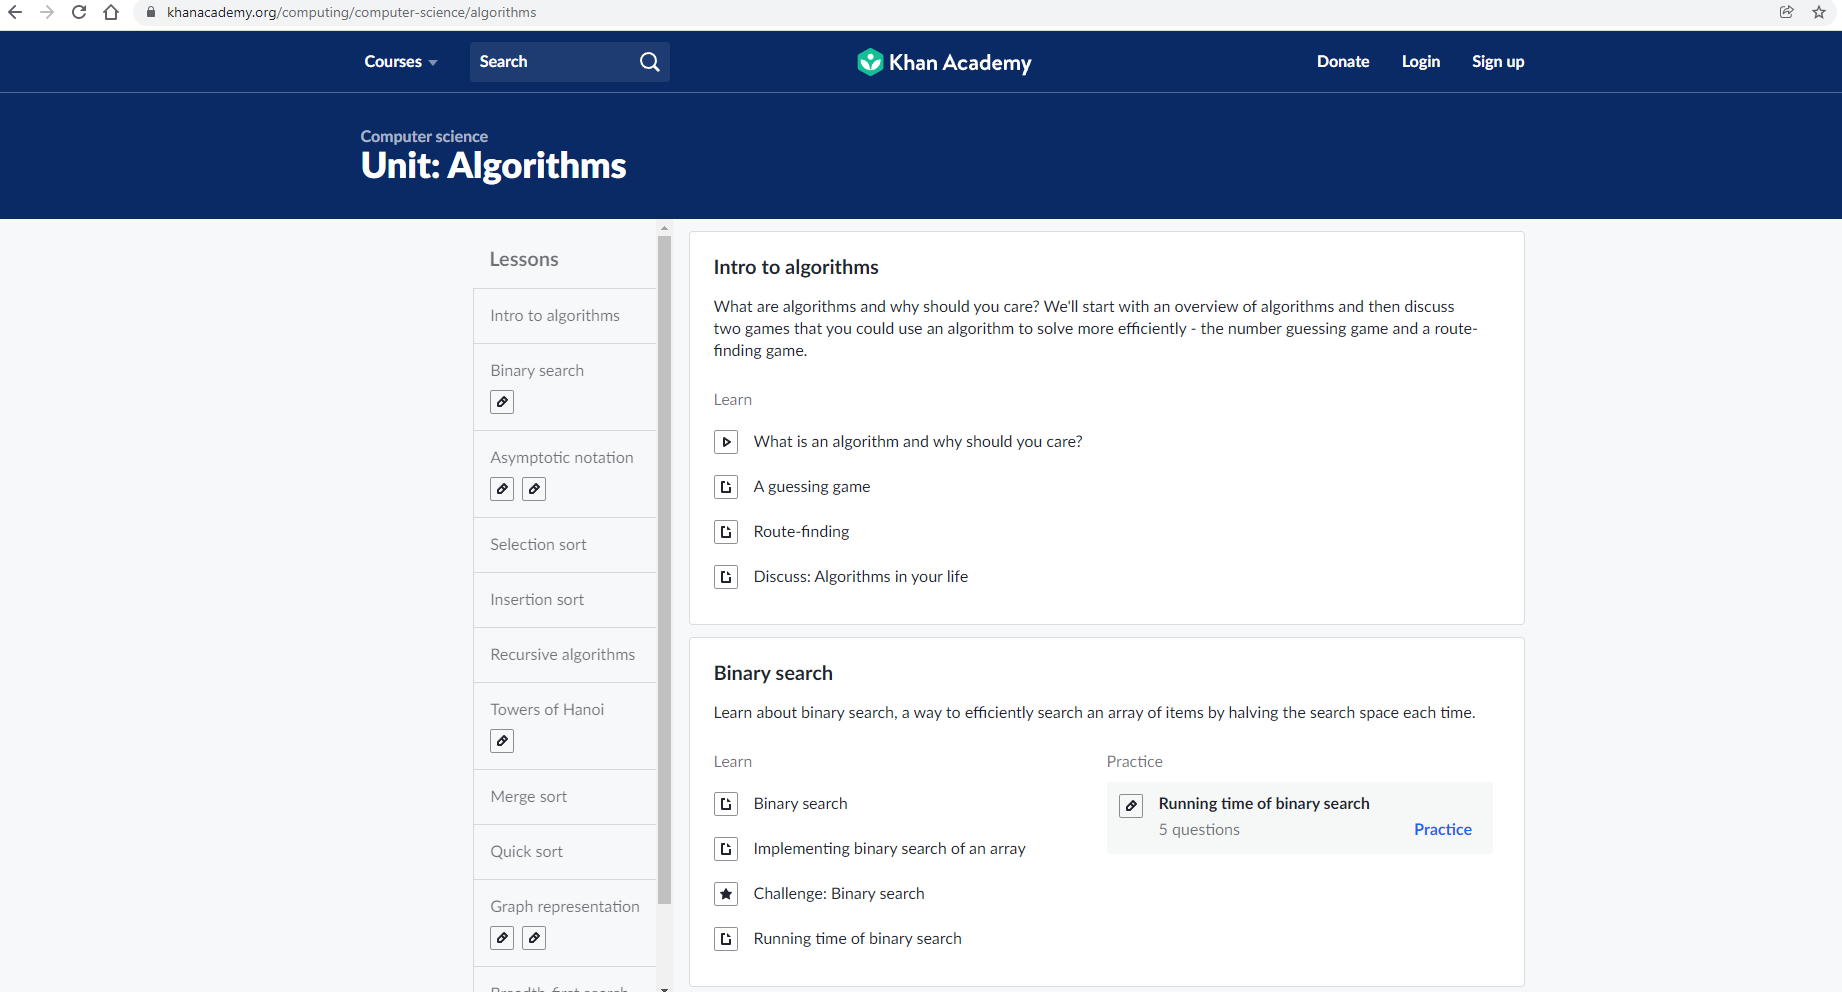 khanacademy.org/computing/computer-science/algorithms
Courses
Search
Khan Academy
Donate
Login
Sign up
Computer science
Unit: Algorithms
Lessons
Intro to algorithms
Binary search
Asymptotic notation
Selection sort
Insertion sort
Recursive algorithms
Towers of Hanoi
Merge sort
Quick sort
Graph representation
Breadth-first search
Intro to algorithms
What are algorithms and why should you care? We'll start with an overview of algorithms and then discuss
two games that you could use an algorithm to solve more efficiently - the number guessing game and a route-
finding game.
Learn
What is an algorithm and why should you care?
A guessing game
Route-finding
Discuss: Algorithms in your life
Binary search
Learn about binary search, a way to efficiently search an array of items by halving the search space each time.
Learn
Binary search
Implementing binary search of an array
Challenge: Binary search
Running time of binary search
Practice
Running time of binary search
5 questions
Practice